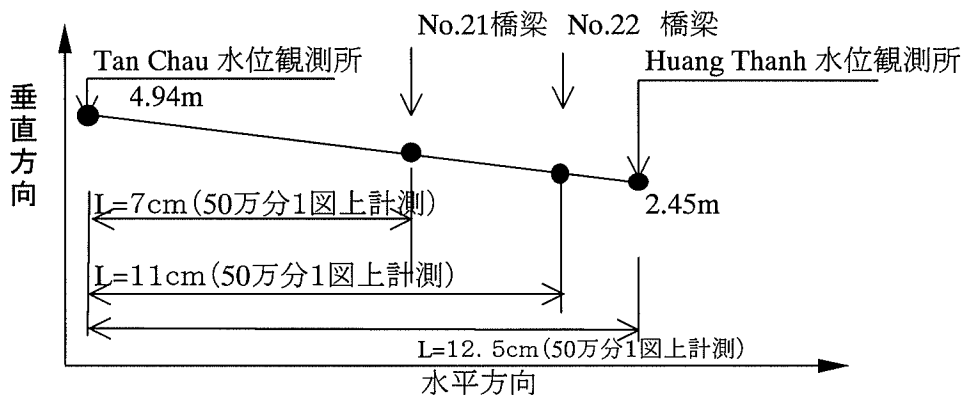 No.21橋梁 No.22 橋梁
Tan Chau 水位観測所
Huang Thanh 水位観測所
4.94m
垂直方向
L=7cm(50万分1図上計測)
2.45m
L=11cm(50万分1図上計測)
L=12.5cm(50万分1図上計測)
水平方向